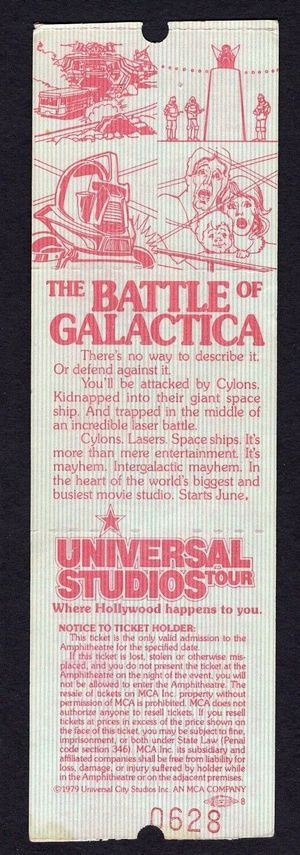 THE BATTLE OF
GALACTICA
There's no way to describe it.
Or defend against it.
You'll be attacked by Cylons.
Kidnapped into their giant space
ship. And trapped in the middle of
an incredible laser battle.
Cylons. Lasers. Space ships. It's
more than mere entertainment. It's
mayhem. Intergalactic mayhem. In
the heart of the world's biggest and
busiest movie studio. Starts June.
UNIVERSAL
STUDIOS TOUR
Where Hollywood happens to you.
NOTICE TO TICKET HOLDER:
This ticket is the only valid admission to the
Amphitheatre for the specified date.
If this ticket is lost, stolen or otherwise mis-
placed, and you do not present the ticket at the
Amphitheatre on the night of the event, you will
not be allowed to enter the Amphitheatre. The
resale of tickets on MCA Inc. property without
permission of MCA is prohibited. MCA does not
authorize anyone to resell tickets. If you resell
tickets at prices in excess of the price shown on
the face of this ticket, you may be subject to fine,
imprisonment, or both under State Law (Penal
code section 346). MCA Inc. its subsidiary and
affiliated companies shall be free from liability for
loss, damage, or injury suffered by holder while
in the Amphitheatre or on the adjacent premises.
©1979 Universal City Studios Inc. AN MCA COMPANY 8
0628